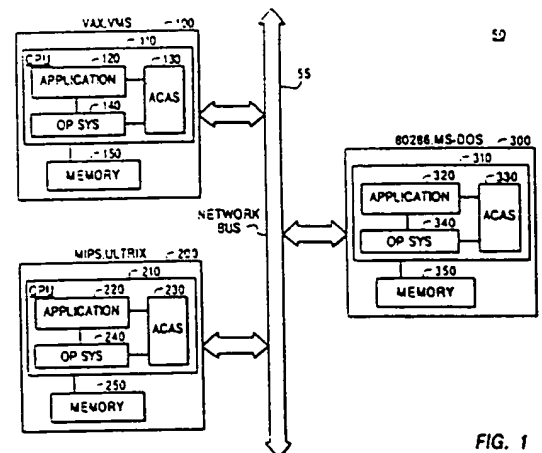 VAX.VMS 100
110
CPU 120 130
APPLICATION
ACAS
140
OP SYS
150
MEMORY
50
55
80286.MS-DOS 300
310
320 330
APPLICATION
ACAS
340
OP SYS
350
MEMORY
NETWORK
BUS
MIPS.ULTRIX 200
210
CPU 220 230
APPLICATION
ACAS
240
OP SYS
250
MEMORY
FIG. 1